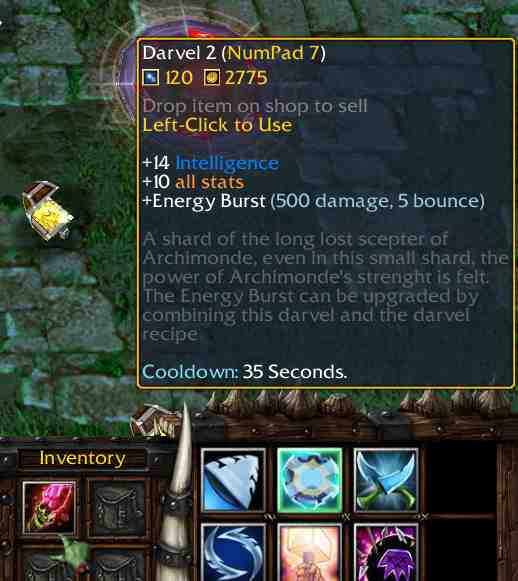 Darvel 2 (NumPad 7)
120 2775
Drop item on shop to sell
Left-Click to Use
+14 Intelligence
+10 all stats
+Energy Burst (500 damage, 5 bounce)
A shard of the long lost scepter of
Archimonde, even in this small shard, the
power of Archimonde's strenght is felt.
The Energy Burst can be upgraded by
combining this darvel and the darvel
recipe
Cooldown: 35 Seconds.
Inventory